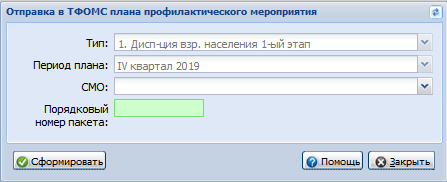 Отправка в ТФОМС плана профилактического мероприятия
Тип: 1. Дисп-ция взр. населения 1-ый этап
Период плана: IV квартал 2019
СМО:
Порядковый
номер пакета:
Сформировать Помощь Закрыть